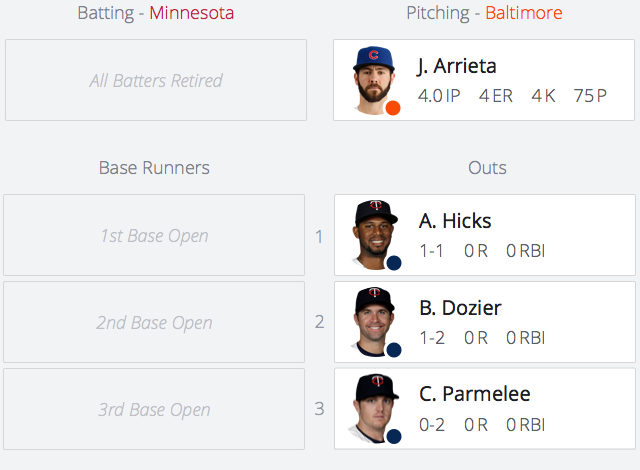 Batting - Minnesota
Pitching - Baltimore
All Batters Retired
J. Arrieta
4.0 IP 4 ER 4 K 75 P
Base Runners
Outs
1st Base Open
1
A. Hicks
1-1 0 R 0 RBI
2nd Base Open
2
B. Dozier
1-2 0 R 0 RBI
3rd Base Open
3
C. Parmelee
0-2 0 R 0 RBI